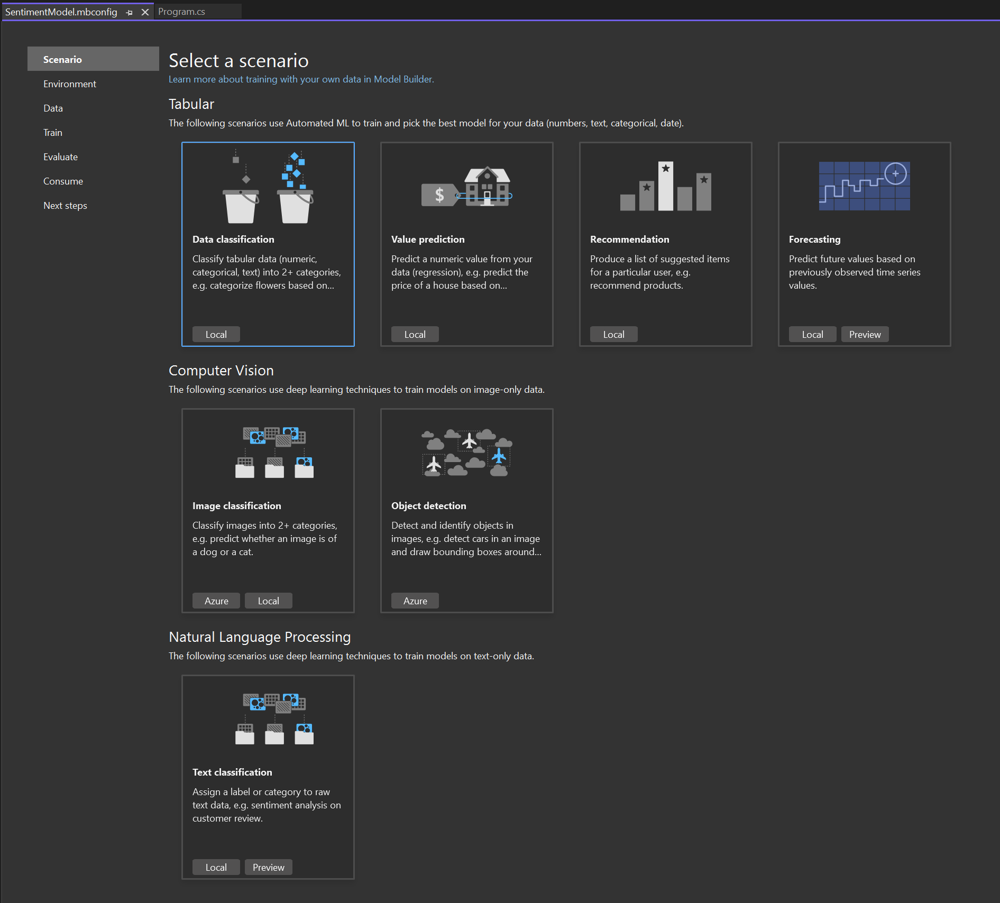 SentimentModel.mbconfig
Program.cs
Scenario
Environment
Data
Train
Evaluate
Consume
Next steps
Select a scenario
Learn more about training with your own data in Model Builder.
Tabular
The following scenarios use Automated ML to train and pick the best model for your data (numbers, text, categorical, date).
$
Data classification
Classify tabular data (numeric,
categorical, text) into 2+ categories,
e.g. categorize flowers based on...
Local
Value prediction
Predict a numeric value from your
data (regression), e.g. predict the
price of a house based on...
Local
Recommendation
Produce a list of suggested items
for a particular user, e.g.
recommend products.
Local
Forecasting
Predict future values based on
previously observed time series
values.
Local Preview
Computer Vision
The following scenarios use deep learning techniques to train models on image-only data.
Image classification
Classify images into 2+ categories,
e.g. predict whether an image is of
a dog or a cat.
Azure Local
Object detection
Detect and identify objects in
images, e.g. detect cars in an image
and draw bounding boxes around...
Azure
Natural Language Processing
The following scenarios use deep learning techniques to train models on text-only data.
Text classification
Assign a label or category to raw
text data, e.g. sentiment analysis on
customer review.
Local Preview